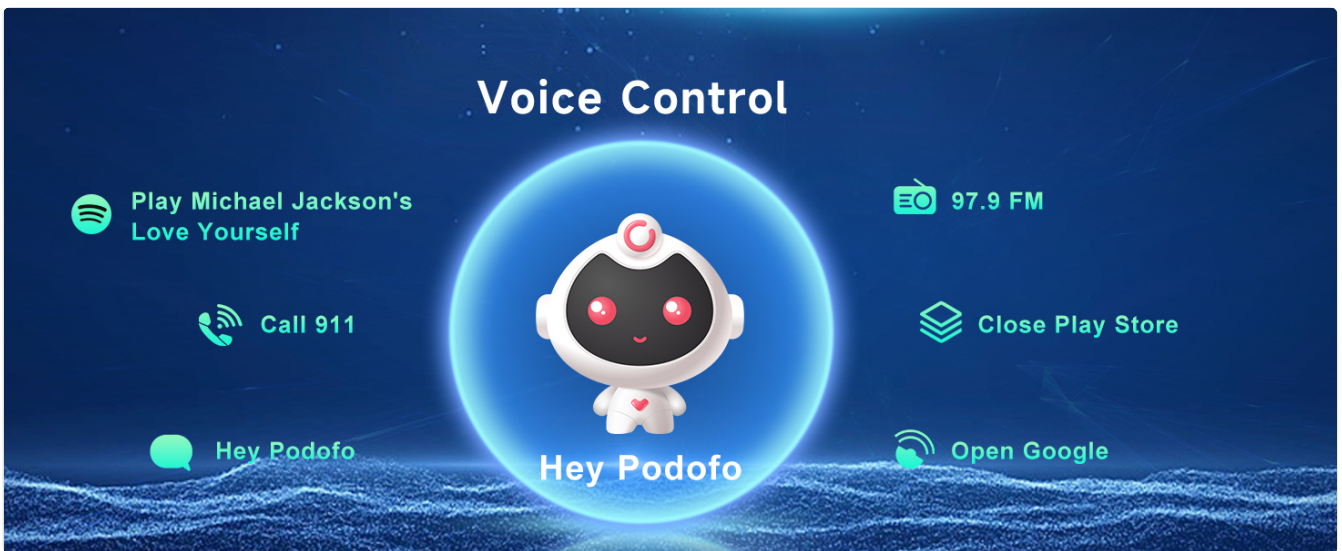 Voice Control
Play Michael Jackson's
Love Yourself
97.9 FM
Call 911
Close Play Store
Hey Podofo
Open Google
Hey Podofo